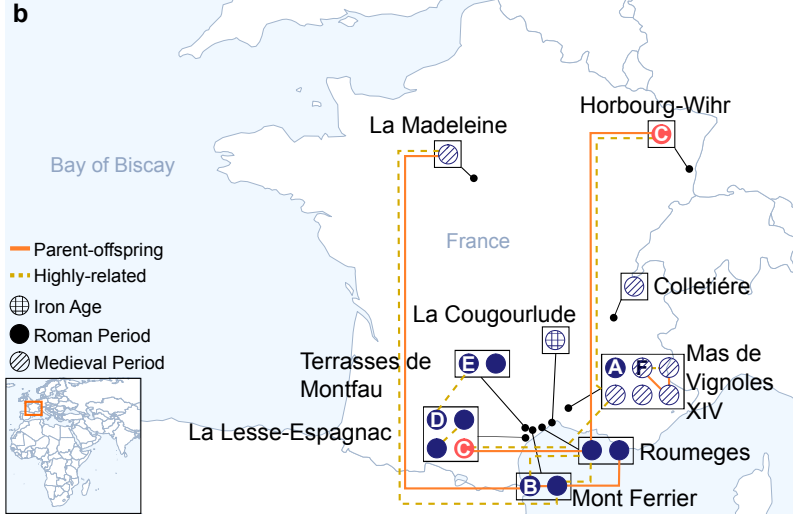 b
Horbourg-Wihr
La Madeleine
C
Bay of Biscay
France
Parent-offspring
Highly-related
Iron Age
Roman Period
Medieval Period
Colletiére
La Cougourlude
Terrasses de
Montfau
E
A
F
Mas de
Vignoles
XIV
La Lesse-Espagnac
D
C
Roumeges
B
Mont Ferrier